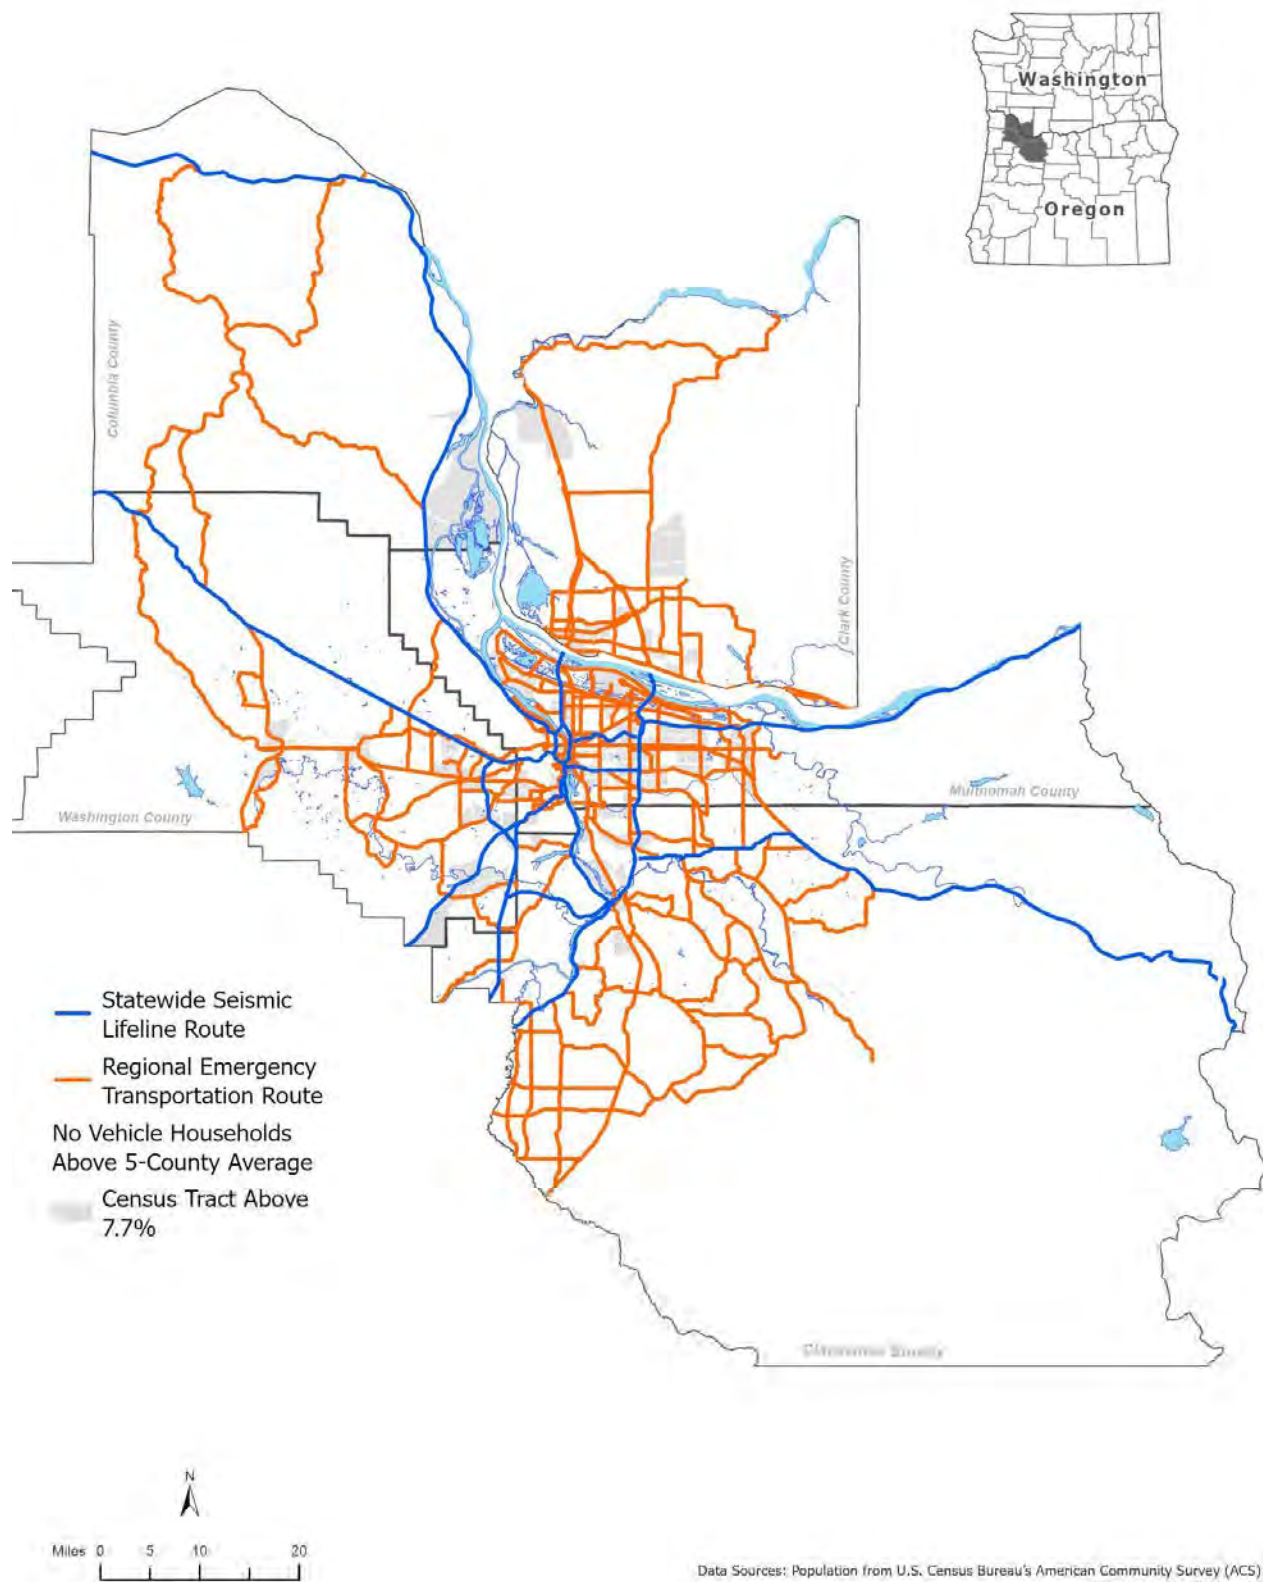 Washington
Oregon
Columbia County
Clark County
Multnomah County
Washington County
Statewide Seismic
Lifeline Route
Regional Emergency
Transportation Route
No Vehicle Households
Above 5-County Average
Census Tract Above
7.7%
Clackamas County
N
Miles 0 5 10 20
Data Sources: Population from U.S. Census Bureau's American Community Survey (ACS)